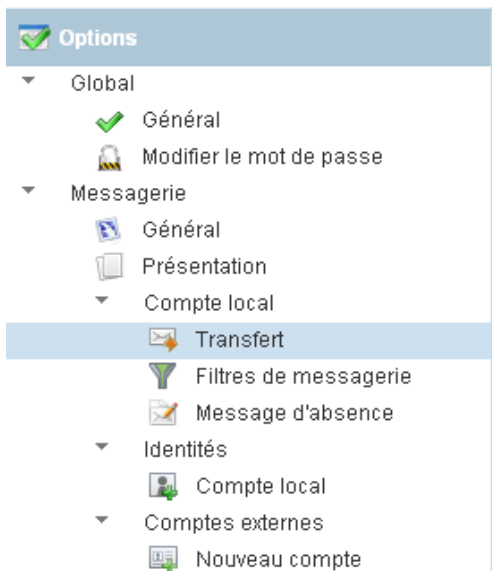 Options
Global
Général
Modifier le mot de passe
Messagerie
Général
Présentation
Compte local
Transfert
Filtres de messagerie
Message d'absence
Identités
Compte local
Comptes externes
Nouveau compte